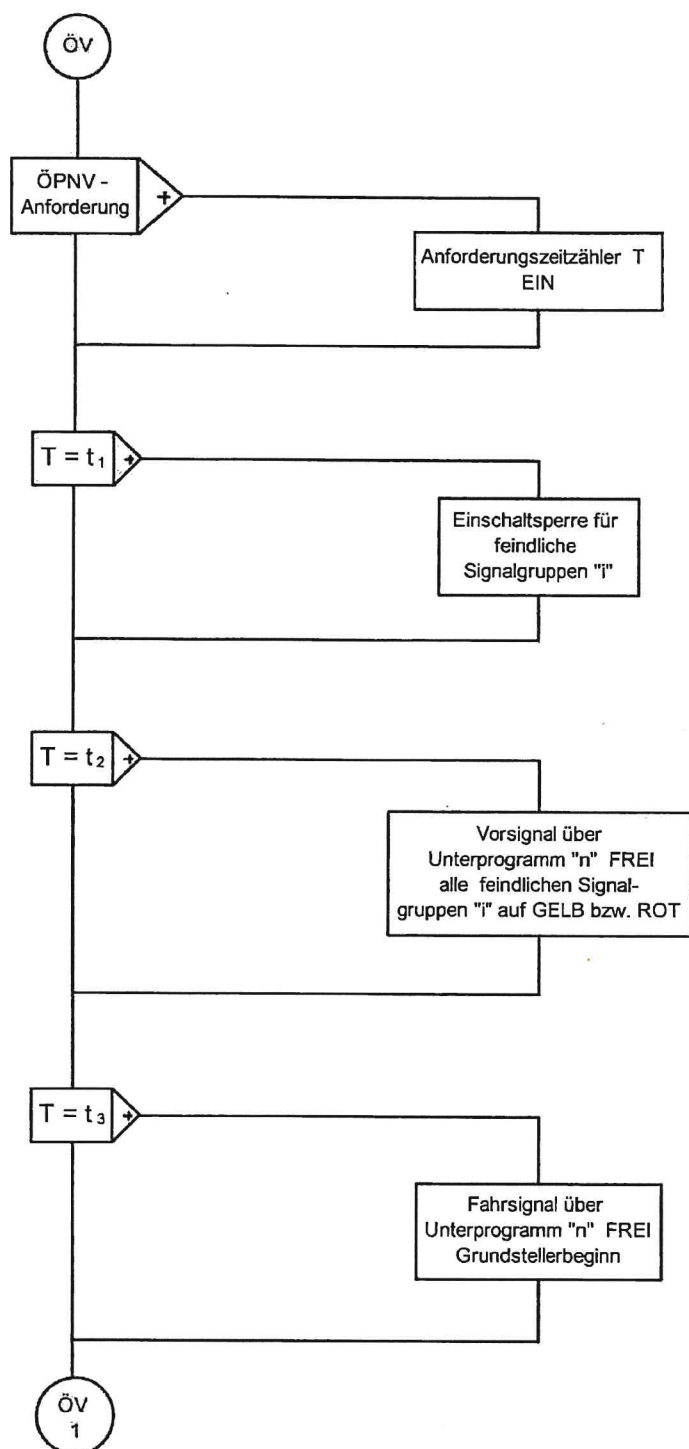 ÖV
ÖPNV -
Anforderung
+
Anforderungszeitzähler T
EIN
T = t₁
+
Einschaltsperre für
feindliche
Signalgruppen "i"
T = t₂
+
Vorsignal über
Unterprogramm "n" FREI
alle feindlichen Signal-
gruppen "i" auf GELB bzw. ROT
T = t₃
+
Fahrsignal über
Unterprogramm "n" FREI
Grundstellerbeginn
ÖV
1